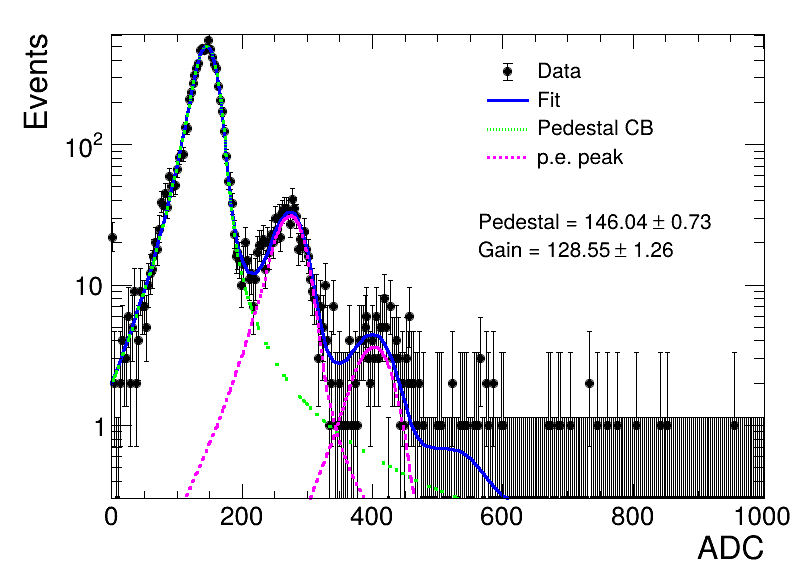 Events
Data
Fit
Pedestal CB
p.e. peak
Pedestal = 146.04 ± 0.73
Gain = 128.55 ± 1.26
10²
10
1
0 200 400 600 800 1000
ADC